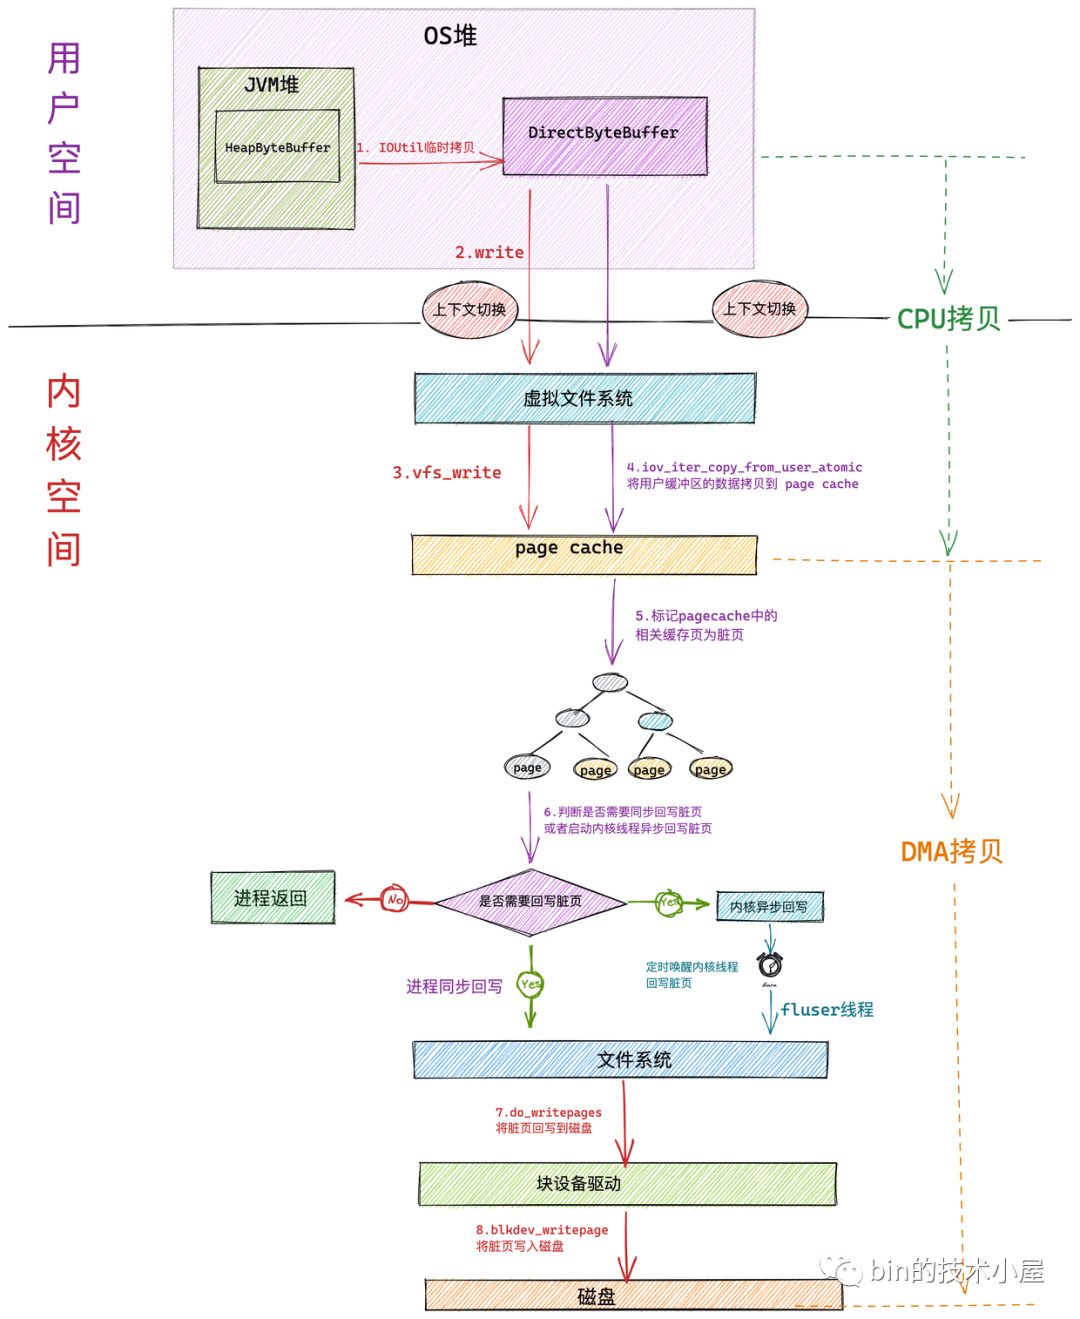 用户空间
OS堆
JVM堆
HeapByteBuffer
1. IOUtil临时拷贝
DirectByteBuffer
2.write
上下文切换
上下文切换
CPU拷贝
内核空间
虚拟文件系统
3.vfs_write
4.iov_iter_copy_from_user_atomic
将用户缓冲区的数据拷贝到 page cache
page cache
5.标记pagecache中的
相关缓存页为脏页
page
page
page
page
6.判断是否需要同步回写脏页
或者启动内核线程异步回写脏页
DMA拷贝
进程返回
No
是否需要回写脏页
Yes
内核异步回写
进程同步回写
Yes
定时唤醒内核线程
回写脏页
Alarm
fluser线程
文件系统
7.do_writepages
将脏页回写到磁盘
块设备驱动
8.blkdev_writepage
将脏页写入磁盘
bin的技术小屋
磁盘